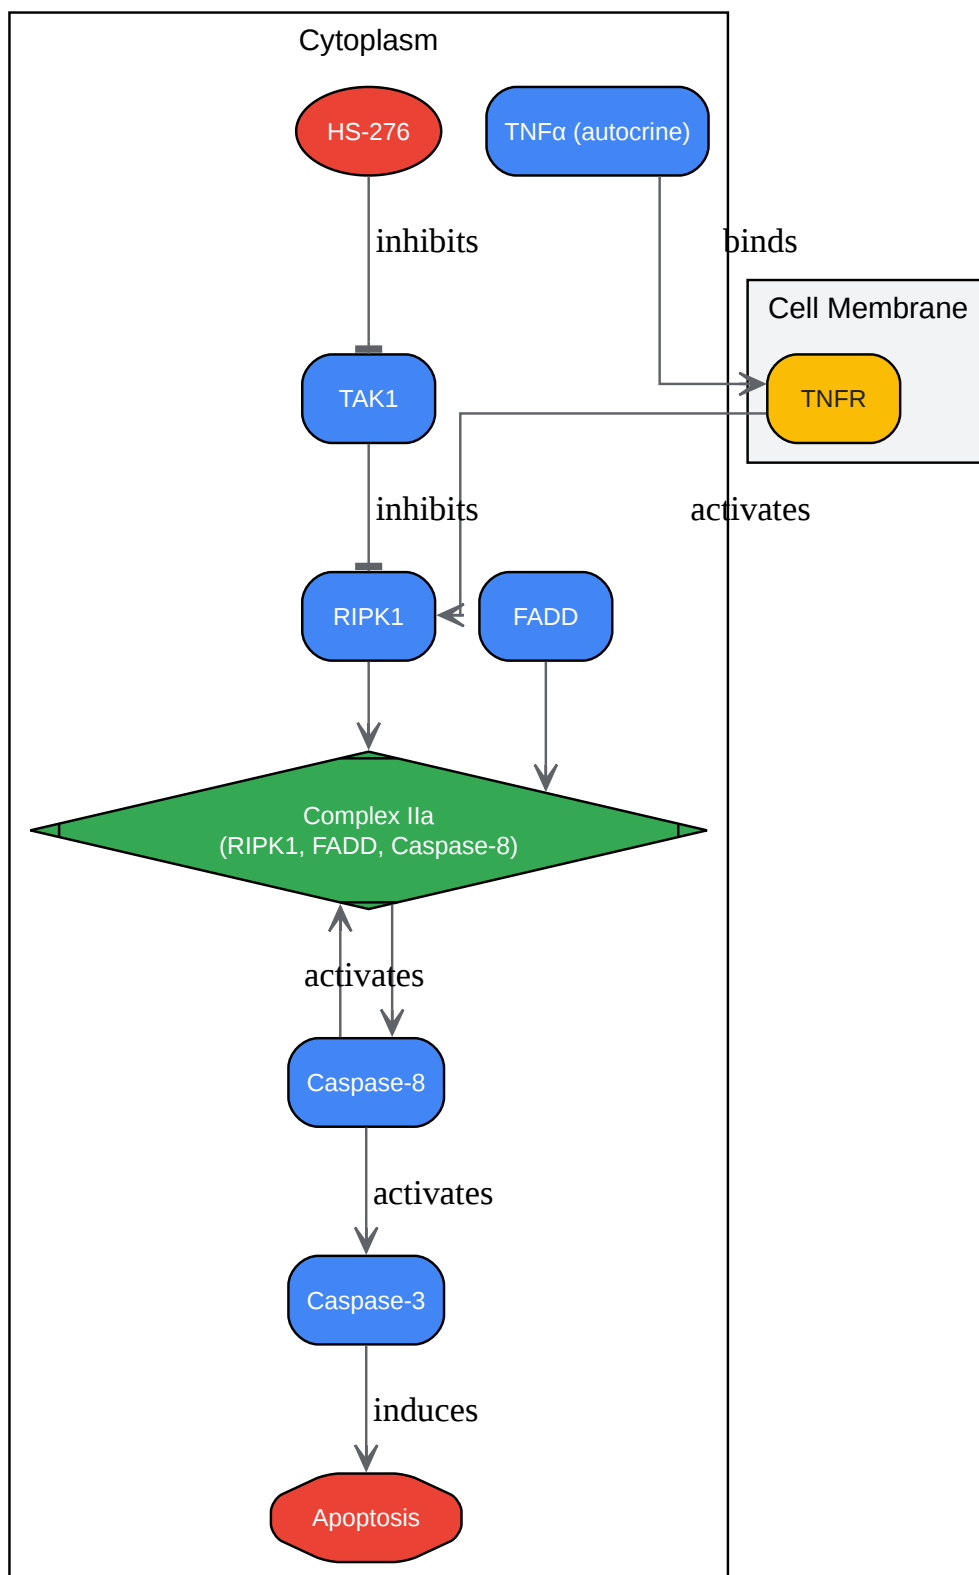 Cytoplasm
HS-276
TNFα (autocrine)
inhibits
binds
Cell Membrane
TAK1
TNFR
inhibits
activates
RIPK1
FADD
Complex IIa
(RIPK1, FADD, Caspase-8)
activates
Caspase-8
activates
Caspase-3
induces
Apoptosis